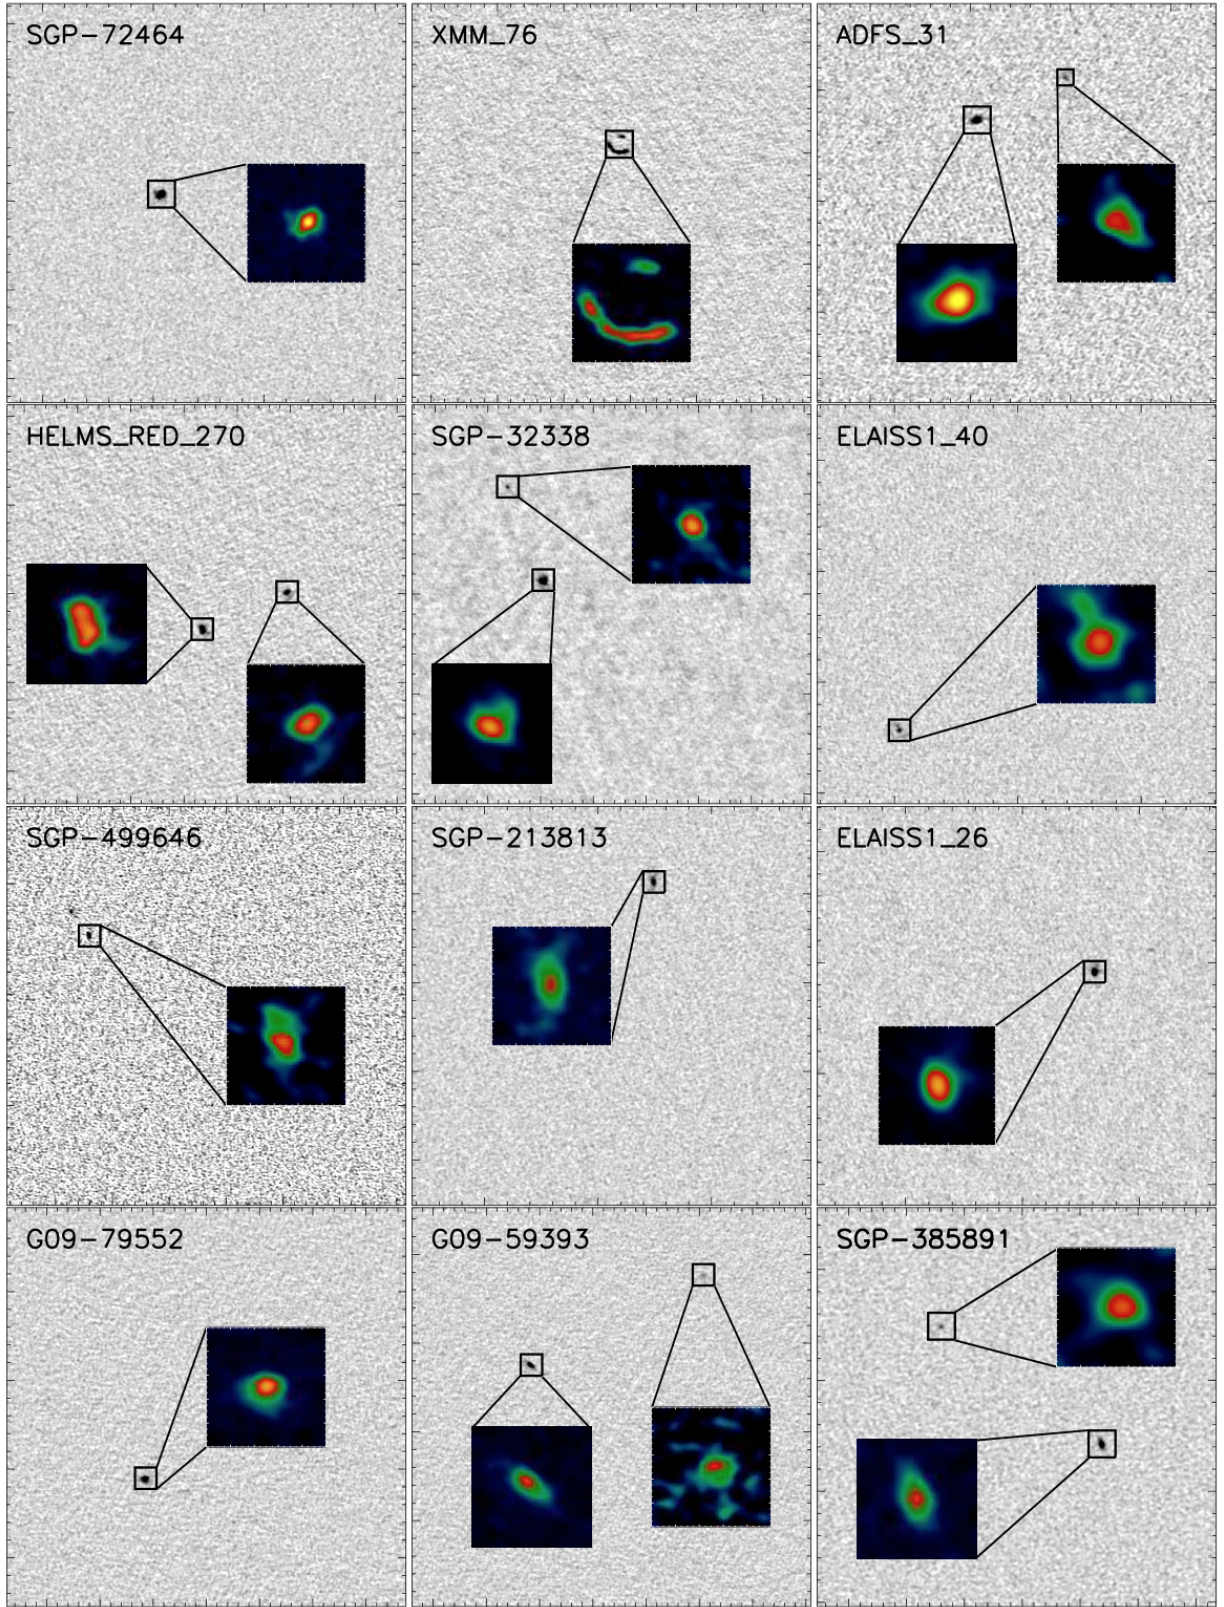 SGP-72464
XMM_76
ADFS_31
HELMS_RED_270
SGP-32338
ELAISS1_40
SGP-499646
SGP-213813
ELAISS1_26
G09-79552
G09-59393
SGP-385891